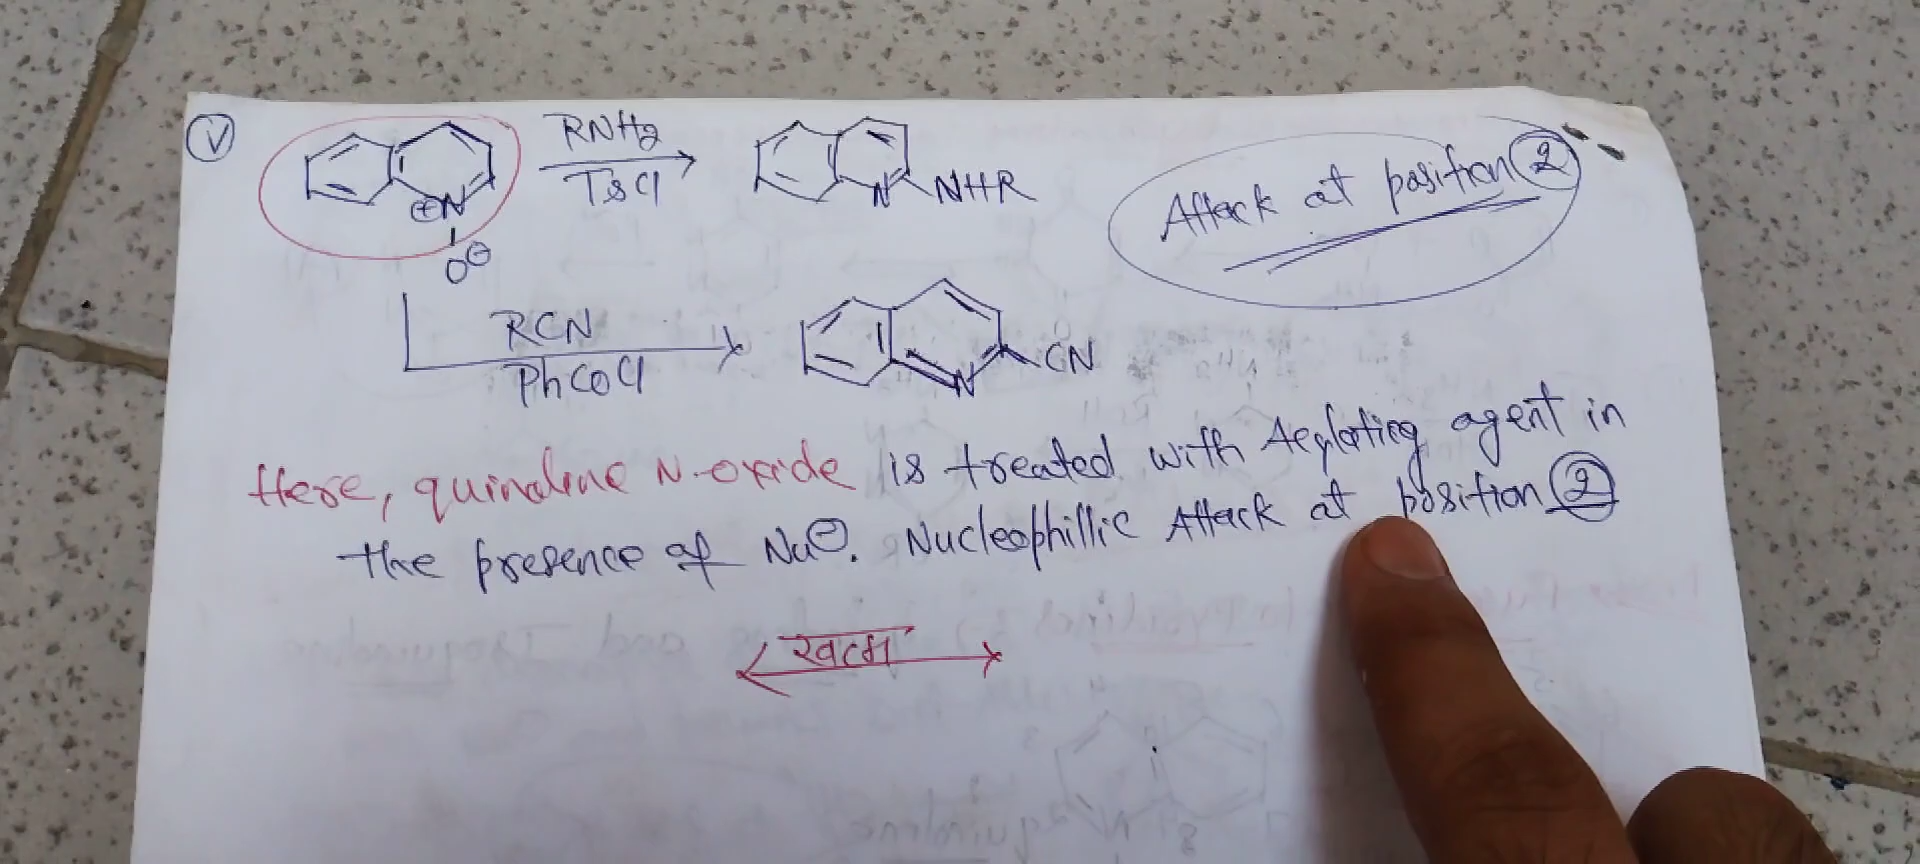 V
RNH2
TsCl
⊕N
O⊖
N NHR
Attack at position 2
RCN
PhCoCl
N CN
Here, quinoline N-oxide is treated with Acylating agent in
the presence of Nu⊖. Nucleophillic Attack at position 2
खत्म